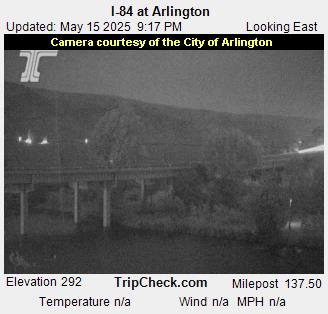 I-84 at Arlington
Updated: May 15 2025 9:17 PM Looking East
Camera courtesy of the City of Arlington
Elevation 292 TripCheck.com Milepost 137.50
Temperature n/a Wind n/a MPH n/a